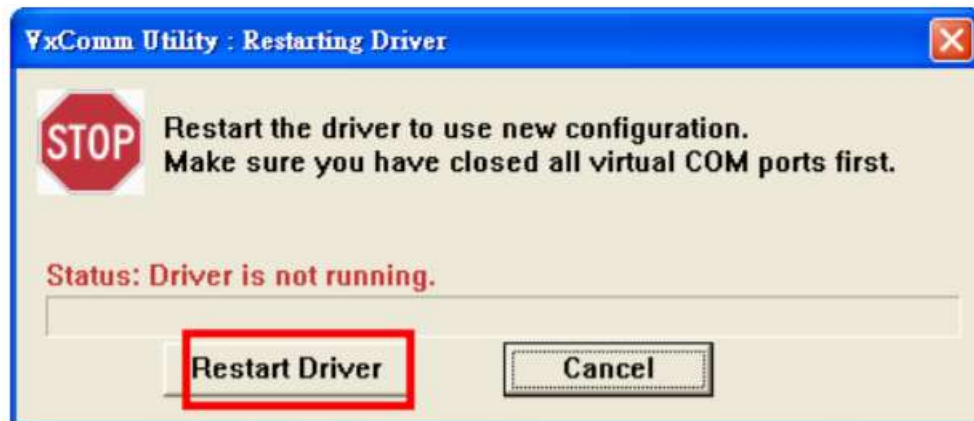 VxComm Utility : Restarting Driver
STOP
Restart the driver to use new configuration.
Make sure you have closed all virtual COM ports first.
Status: Driver is not running.
Restart Driver
Cancel